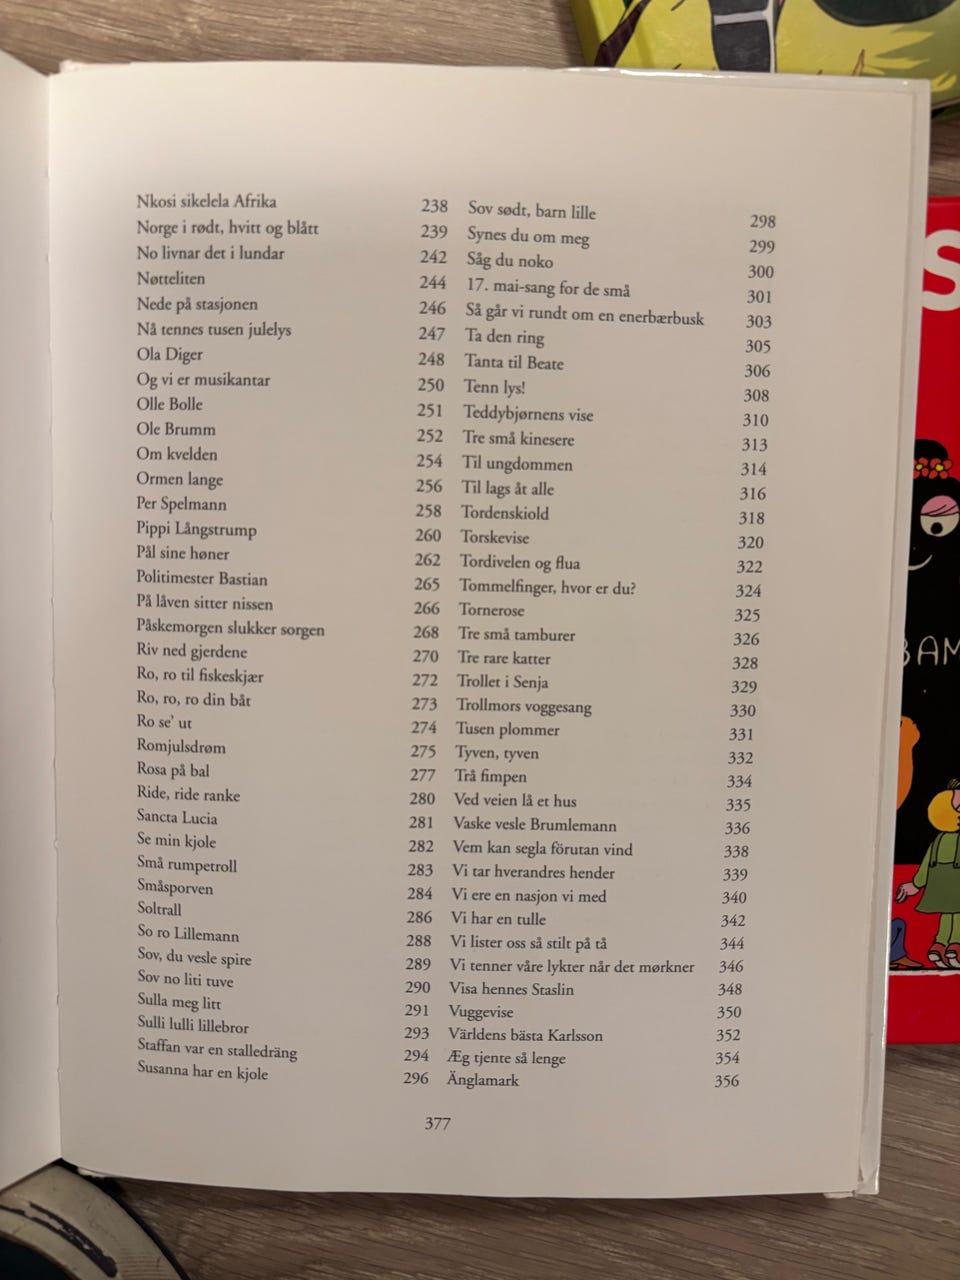 Nkosi sikelela Afrika 238
Norge i rødt, hvitt og blått 239
No livnar det i lundar 242
Nøtteliten 244
Nede på stasjonen 246
Nå tennes tusen julelys 247
Ola Diger 248
Og vi er musikantar 250
Olle Bolle 251
Ole Brumm 252
Om kvelden 254
Ormen lange 256
Per Spelmann 258
Pippi Långstrump 260
Pål sine høner 262
Politimester Bastian 265
På låven sitter nissen 266
Påskemorgen slukker sorgen 268
Riv ned gjerdene 270
Ro, ro til fiskeskjær 272
Ro, ro, ro din båt 273
Ro se' ut 274
Romjulsdrøm 275
Rosa på bal 277
Ride, ride ranke 280
Sancta Lucia 281
Se min kjole 282
Små rumpetroll 283
Småsporven 284
Soltrall 286
So ro Lillemann 288
Sov, du vesle spire 289
Sov no liti tuve 290
Sulla meg litt 291
Sulli lulli lillebror 293
Staffan var en stalledräng 294
Susanna har en kjole 296
Sov sødt, barn lille 298
Synes du om meg 299
Såg du noko 300
17. mai-sang for de små 301
Så går vi rundt om en enerbærbusk 303
Ta den ring 305
Tanta til Beate 306
Tenn lys! 308
Teddybjørnens vise 310
Tre små kinesere 313
Til ungdommen 314
Til lags åt alle 316
Tordenskiold 318
Torskevise 320
Tordivelen og flua 322
Tommelfinger, hvor er du? 324
Tornerose 325
Tre små tamburer 326
Tre rare katter 328
Trollet i Senja 329
Trollmors voggesang 330
Tusen plommer 331
Tyven, tyven 332
Trå fimpen 334
Ved veien lå et hus 335
Vaske vesle Brumlemann 336
Vem kan segla förutan vind 338
Vi tar hverandres hender 339
Vi ere en nasjon vi med 340
Vi har en tulle 342
Vi lister oss så stilt på tå 344
Vi tenner våre lykter når det mørkner 346
Visa hennes Staslin 348
Vuggevise 350
Världens bästa Karlsson 352
Æg tjente så lenge 354
Änglamark 356
377